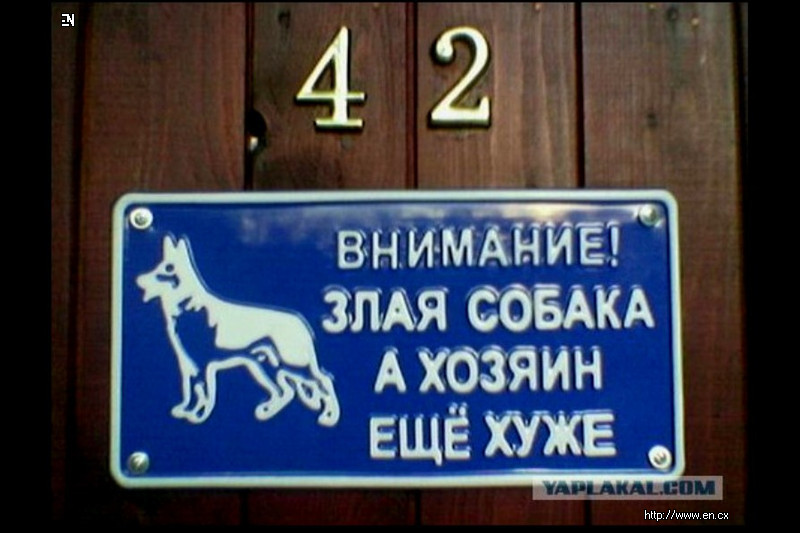 EN
42
ВНИМАНИЕ!
ЗЛАЯ СОБАКА
А ХОЗЯИН
ЕЩЁ ХУЖЕ
YAPLAKAL.COM
http://www.en.cx